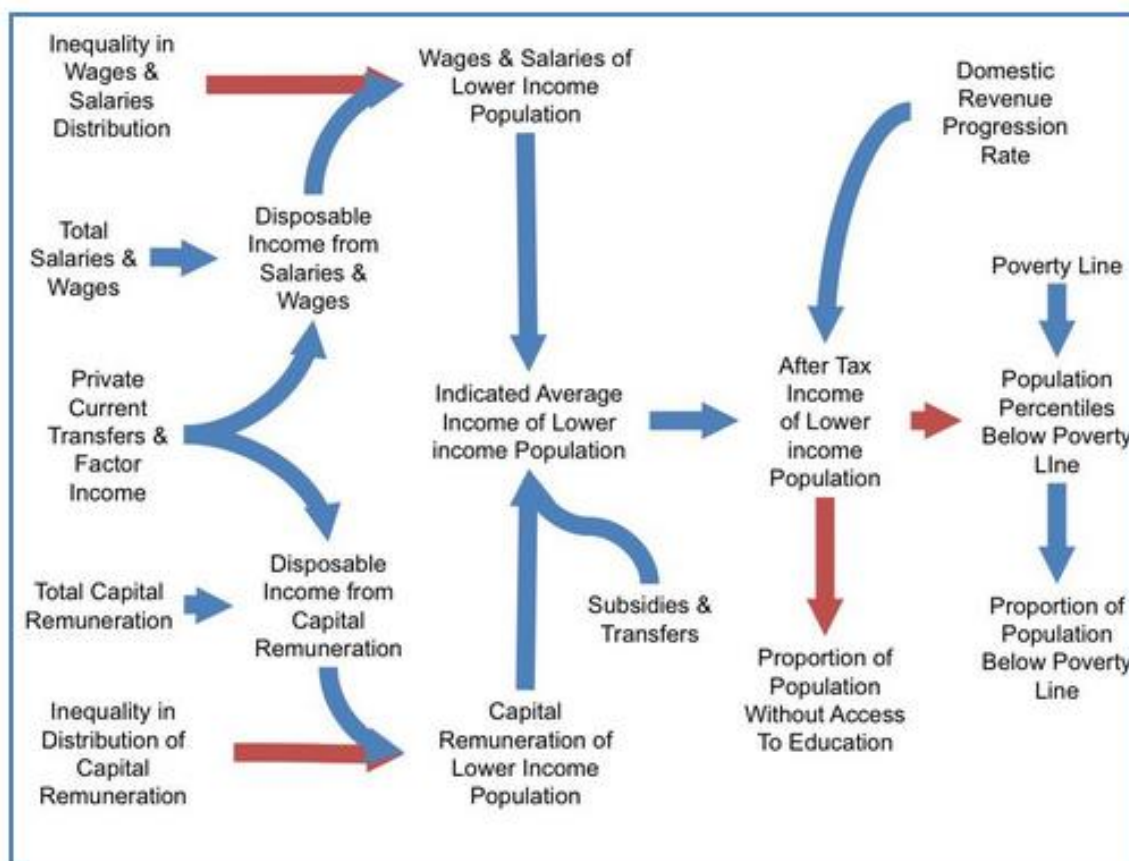 Inequality in
Wages &
Salaries
Distribution
Wages & Salaries of
Lower Income
Population
Domestic
Revenue
Progression
Rate
Total
Salaries &
Wages
Disposable
Income from
Salaries &
Wages
Poverty Line
Private
Current
Transfers &
Factor
Income
Indicated Average
Income of Lower
income Population
After Tax
Income
of Lower
income
Population
Population
Percentiles
Below Poverty
LIne
Total Capital
Remuneration
Disposable
Income from
Capital
Remuneration
Subsidies &
Transfers
Proportion of
Population
Below Poverty
Line
Inequality in
Distribution of
Capital
Remuneration
Capital
Remuneration of
Lower Income
Population
Proportion of
Population
Without Access
To Education